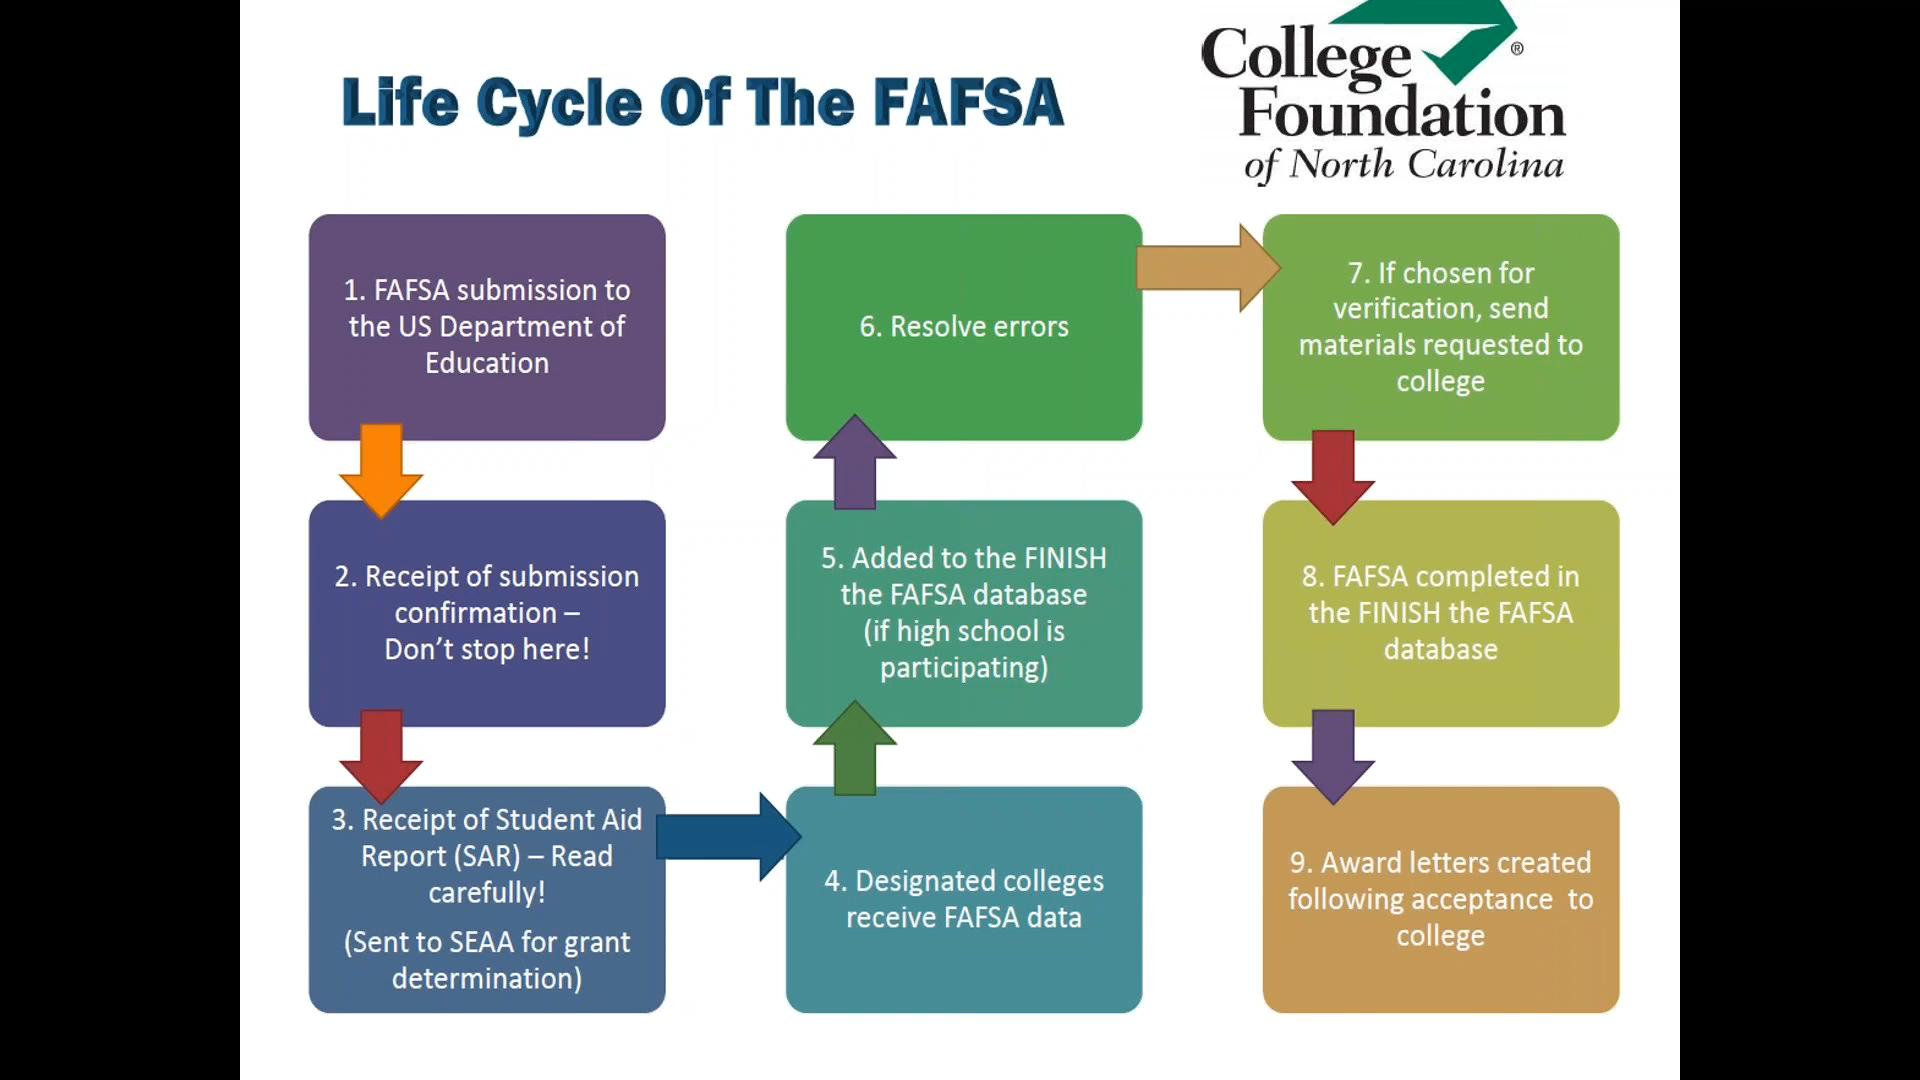 Life Cycle Of The FAFSA
College ®
Foundation
of North Carolina
1. FAFSA submission to
the US Department of
Education
2. Receipt of submission
confirmation –
Don't stop here!
3. Receipt of Student Aid
Report (SAR) – Read
carefully!
(Sent to SEAA for grant
determination)
4. Designated colleges
receive FAFSA data
5. Added to the FINISH
the FAFSA database
(if high school is
participating)
6. Resolve errors
7. If chosen for
verification, send
materials requested to
college
8. FAFSA completed in
the FINISH the FAFSA
database
9. Award letters created
following acceptance to
college